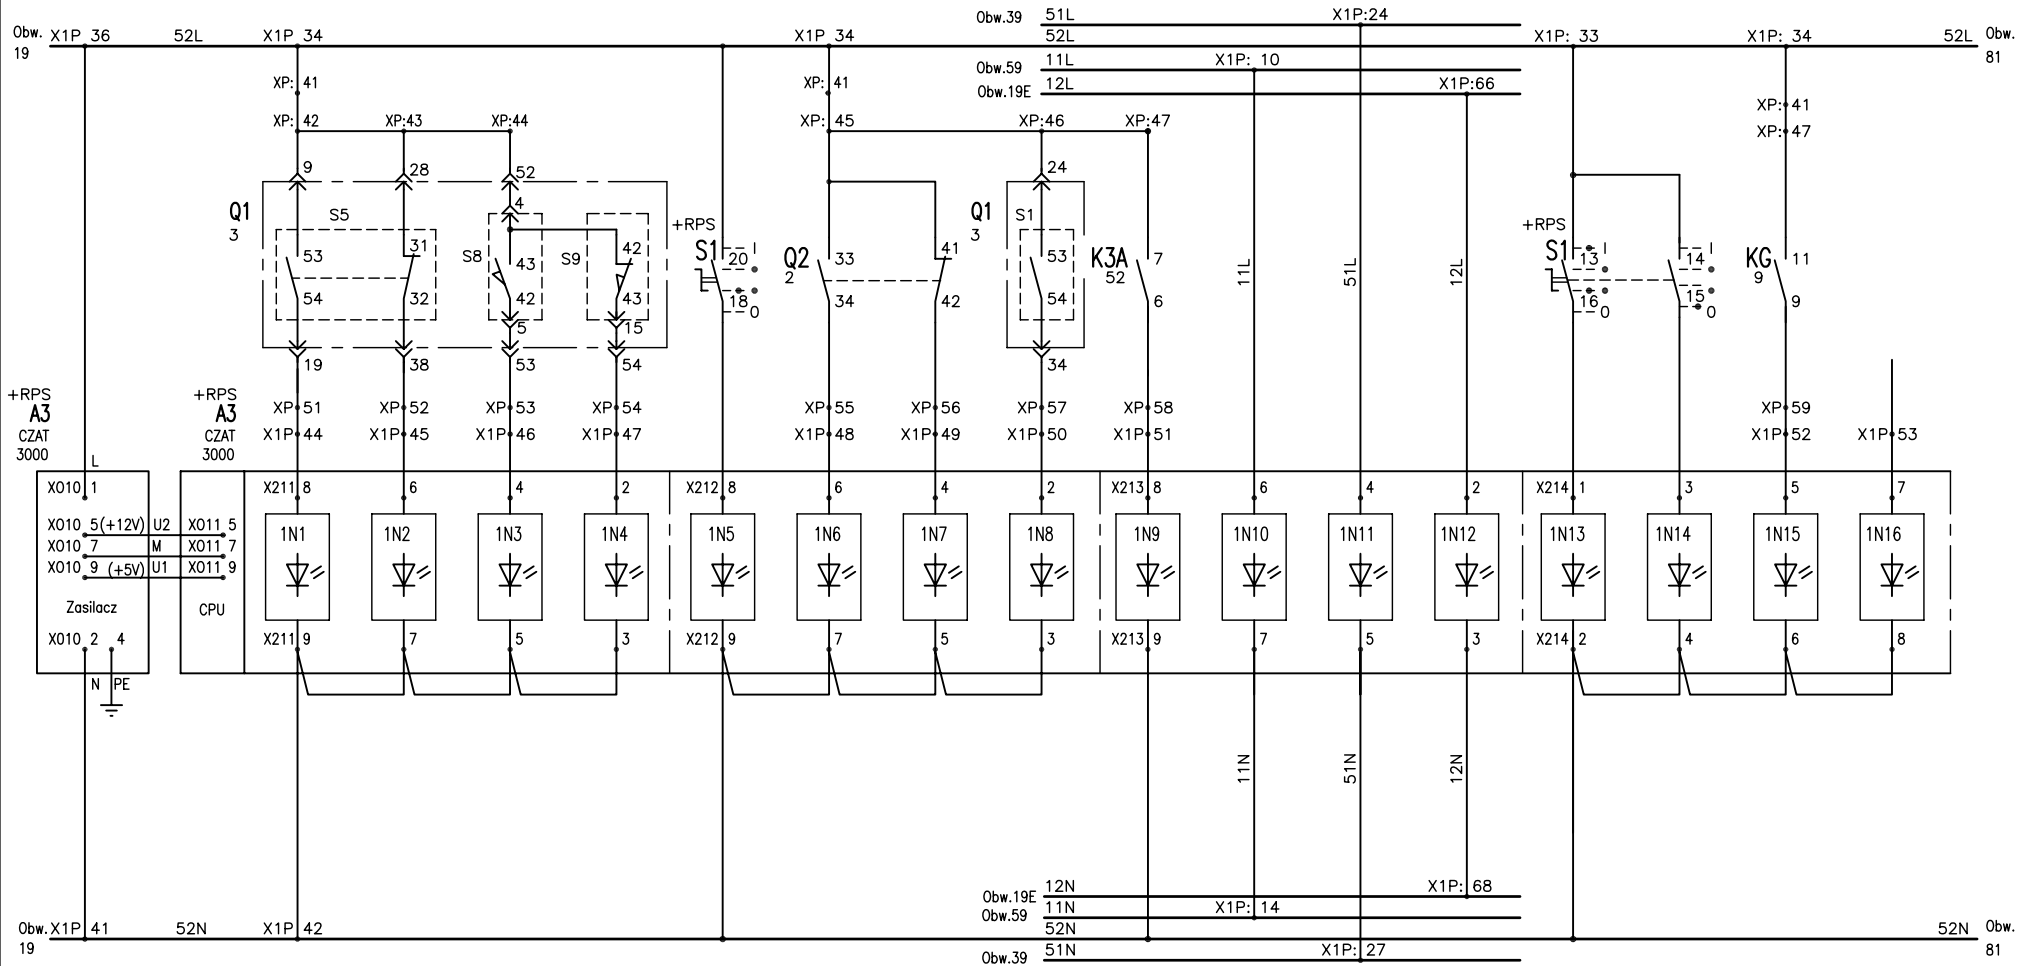 Obw.39 51L X1P:24
Obw. 19 X1P 36 52L X1P 34 X1P 34 52L X1P: 33 X1P: 34 52L Obw. 81
Obw.59 11L X1P: 10
Obw.19E 12L X1P:66
XP: 41 XP: 41 XP: 41
XP: 42 XP:43 XP:44 XP: 45 XP:46 XP:47 XP: 47
9 28 52 24
4
Q1 3 S5 Q1 3 S1
+RPS +RPS
53 31 S8 43 S9 42 S1 20 I Q2 2 33 41 53 K3A 52 7 11L 51L 12L S1 13 I 14 I KG 9 11
54 32 42 43 18 0 34 42 54 6 16 0 15 0 9
5 15
19 38 53 54 34
+RPS +RPS
A3 A3
CZAT 3000 CZAT 3000
XP 51 XP 52 XP 53 XP 54 XP 55 XP 56 XP 57 XP 58 XP 59
X1P 44 X1P 45 X1P 46 X1P 47 X1P 48 X1P 49 X1P 50 X1P 51 X1P 52 X1P 53
L
X010 1 X211 8 6 4 2 X212 8 6 4 2 X213 8 6 4 2 X214 1 3 5 7
X010 5(+12V) U2 X011 5 1N1 1N2 1N3 1N4 1N5 1N6 1N7 1N8 1N9 1N10 1N11 1N12 1N13 1N14 1N15 1N16
X010 7 M X011 7
X010 9 (+5V) U1 X011 9
Zasilacz CPU
X010 2 4 X211 9 7 5 3 X212 9 7 5 3 X213 9 7 5 3 X214 2 4 6 8
N PE
11N 51N 12N
Obw.19E 12N X1P: 68
Obw.59 11N X1P: 14
Obw. 19 X1P 41 52N X1P 42 52N 52N Obw. 81
Obw.39 51N X1P: 27